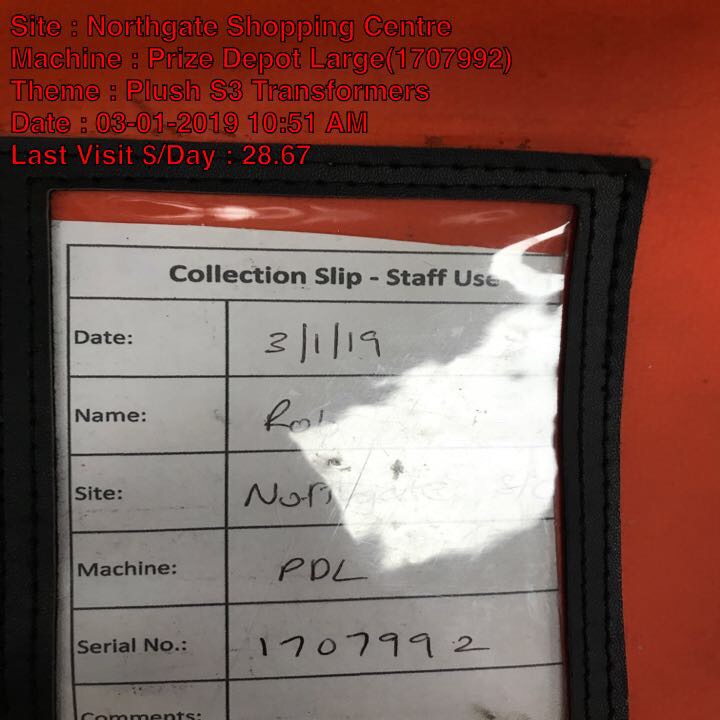 Site : Northgate Shopping Centre
Machine : Prize Depot Large(1707992)
Theme : Plush S3 Transformers
Date : 03-01-2019 10:51 AM
Last Visit $/Day : 28.67
Collection Slip - Staff Use
Date: 3/1/19
Name:
Site: Northgate S/C
Machine: PDL
Serial No.: 1707992
Comments: